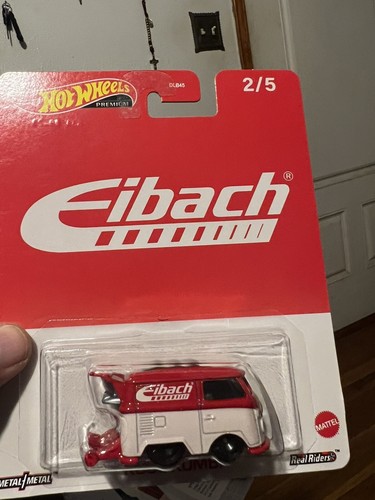 HOT WHEELS
PREMIUM
DLB45
2/5
Eibach®
Eibach
METAL/METAL
MATTEL
Real Riders